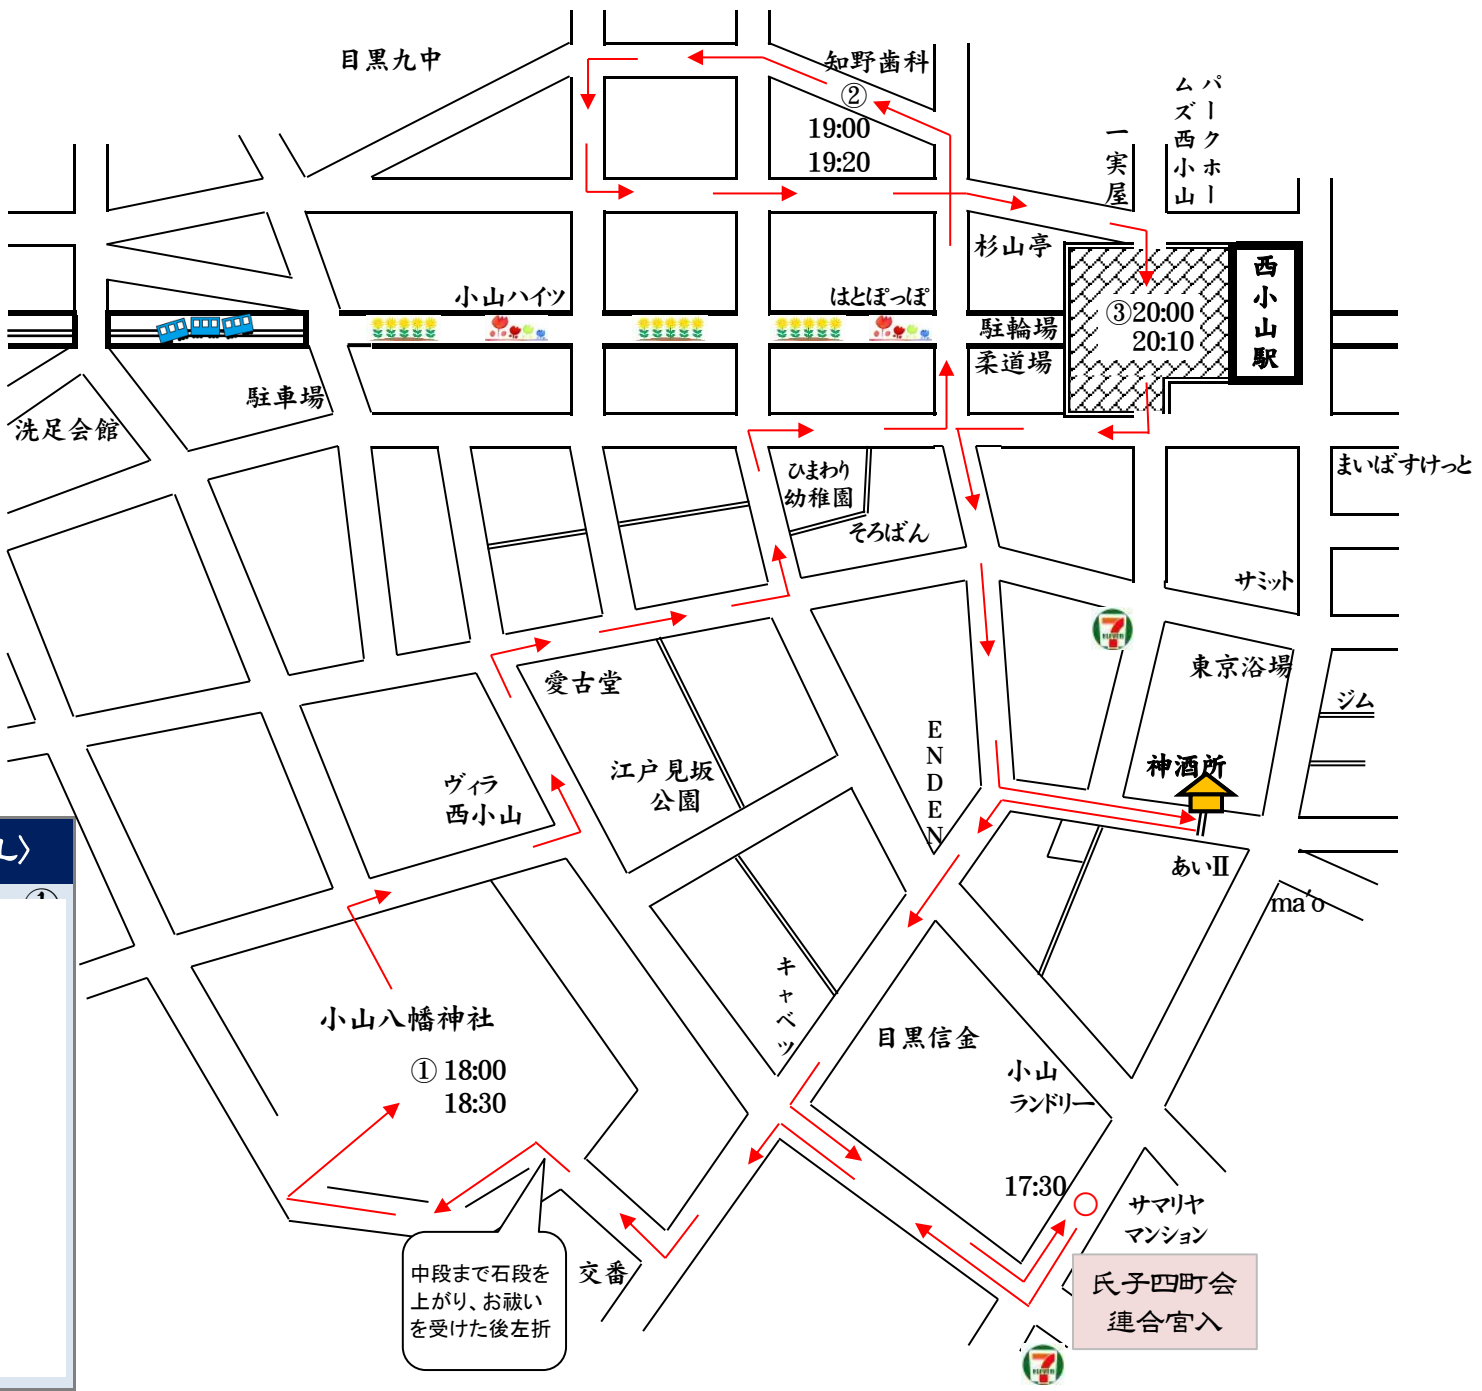 目黒九中
知野歯科
②
19:00
19:20
一実屋
パークホー
ムズ西小山
杉山亭
西小山駅
③20:00
20:10
小山ハイツ
はとぽっぽ
駐輪場
柔道場
駐車場
洗足会館
ひまわり
幼稚園
そろばん
まいばすけっと
サミット
7
ELEVEN
東京浴場
愛古堂
ジム
ENDEN
神酒所
江戸見坂
公園
ヴィラ
西小山
あいⅡ
ma'o
①
キャベツ
小山八幡神社
① 18:00
18:30
目黒信金
小山
ランドリー
17:30
サマリヤ
マンション
交番
中段まで石段を
上がり、お祓い
を受けた後左折
氏子四町会
連合宮入
7
ELEVEN